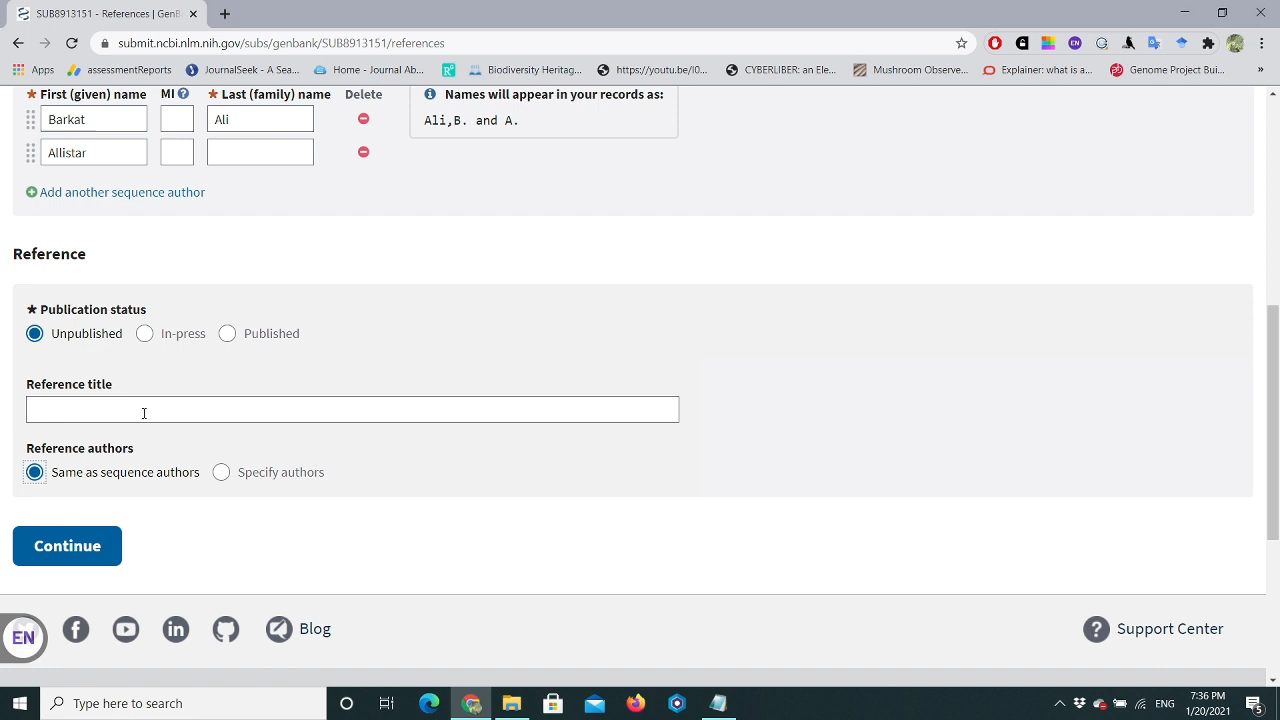 SUB8913151 - References | GenB
submit.ncbi.nlm.nih.gov/subs/genbank/SUB8913151/references
Apps
assessmentReports
JournalSeek - A Sea...
Home - Journal Ab...
Biodiversity Heritag...
https://youtu.be/l0...
CYBERLIBER: an Ele...
Mushroom Observe...
Explainer: what is a...
Genome Project Bui...
»
* First (given) name MI ? * Last (family) name Delete
Names will appear in your records as:
Barkat Ali
Ali,B. and A.
Allistar
Add another sequence author
Reference
* Publication status
Unpublished In-press Published
Reference title
Reference authors
Same as sequence authors Specify authors
Continue
EN
Blog
? Support Center
Type here to search
7:36 PM
1/20/2021
5